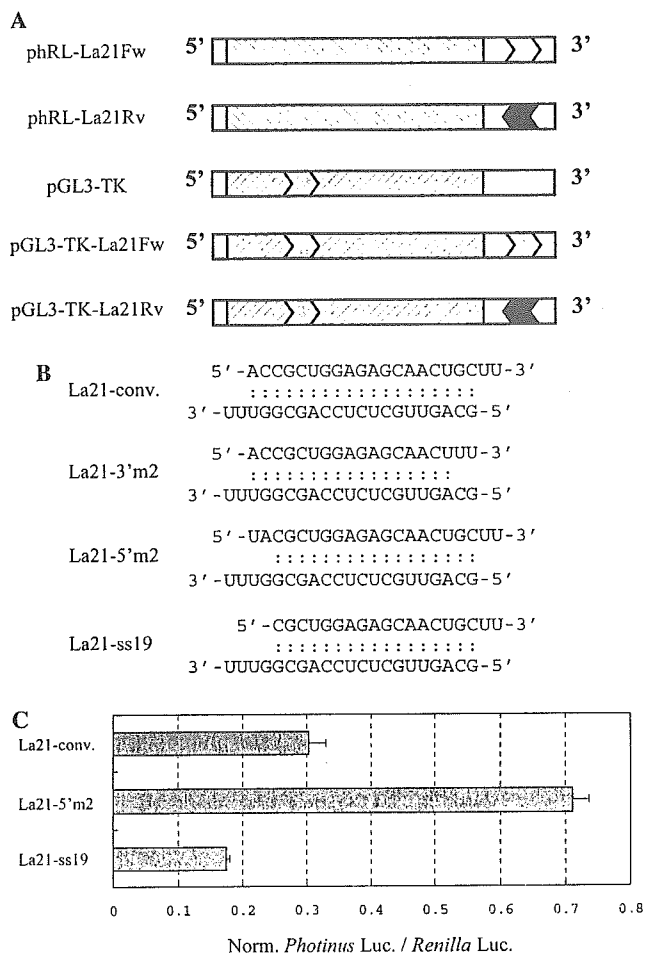 A
phRL-La21Fw 5' 3'
phRL-La21Rv 5' 3'
pGL3-TK 5' 3'
pGL3-TK-La21Fw 5' 3'
pGL3-TK-La21Rv 5' 3'
B
5'-ACCGCUGGAGAGCAACUGCUU-3'
La21-conv. :::::::::::::::::::
3'-UUUGGCGACCUCUCGUUGACG-5'
5'-ACCGCUGGAGAGCAACUUU-3'
La21-3'm2 :::::::::::::::::
3'-UUUGGCGACCUCUCGUUGACG-5'
5'-UACGCUGGAGAGCAACUGCUU-3'
La21-5'm2 :::::::::::::::::
3'-UUUGGCGACCUCUCGUUGACG-5'
5'-CGCUGGAGAGCAACUGCUU-3'
La21-ss19 :::::::::::::::::
3'-UUUGGCGACCUCUCGUUGACG-5'
C
La21-conv.
La21-5'm2
La21-ss19
0 0.1 0.2 0.3 0.4 0.5 0.6 0.7 0.8
Norm. Photinus Luc. / Renilla Luc.